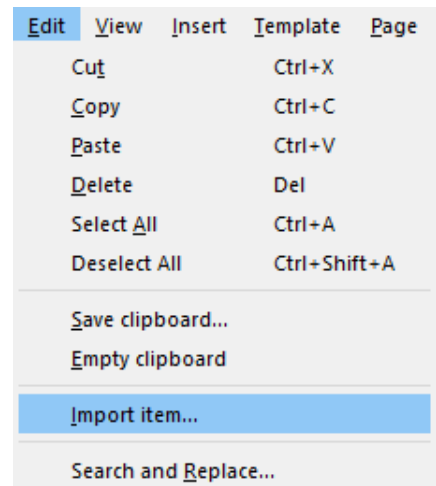 Edit View Insert Template Page
Cut Ctrl+X
Copy Ctrl+C
Paste Ctrl+V
Delete Del
Select All Ctrl+A
Deselect All Ctrl+Shift+A
Save clipboard...
Empty clipboard
Import item...
Search and Replace...